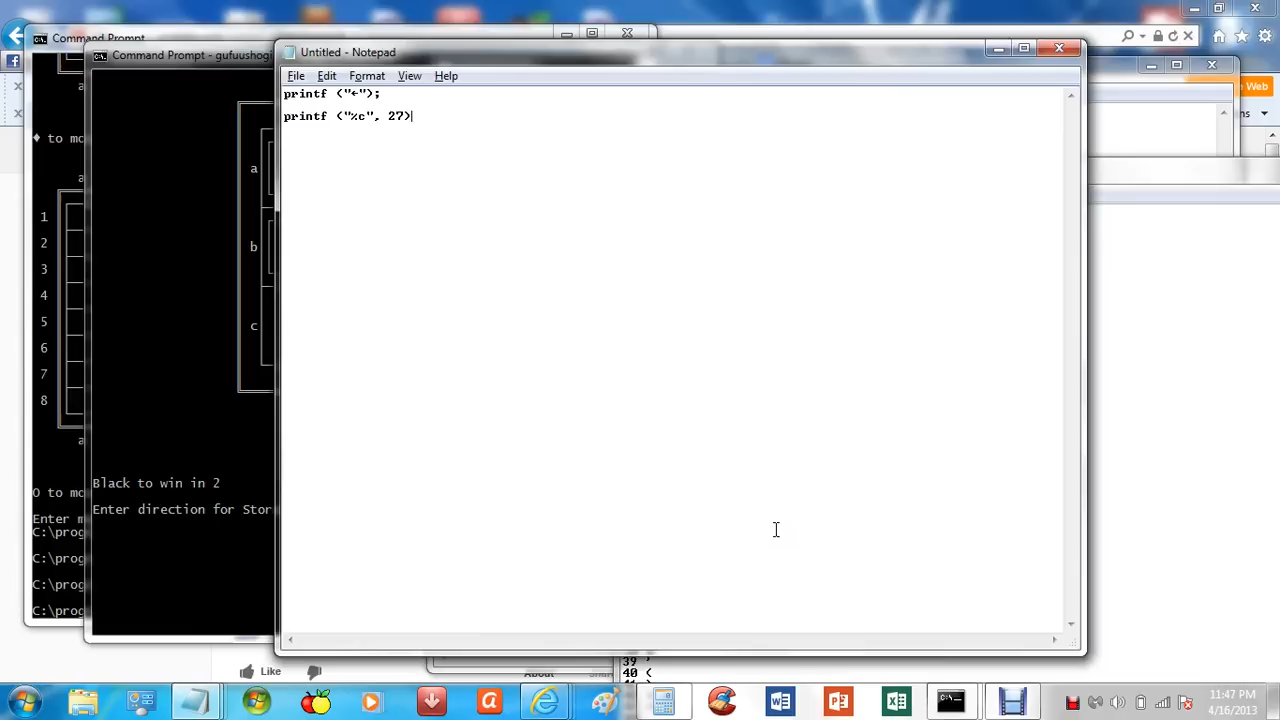 Command Prompt
Command Prompt - gufuushogi
Untitled - Notepad
File Edit Format View Help
printf ("←");
printf ("%c", 27)
Web
♦ to mo
a
1
2
3
4
5
6
7
8
a
O to mo
Enter m
C:\prog
C:\prog
C:\prog
C:\prog
a
b
c
Black to win in 2
Enter direction for Stor
Like
About
39
40 (
11:47 PM
4/16/2013